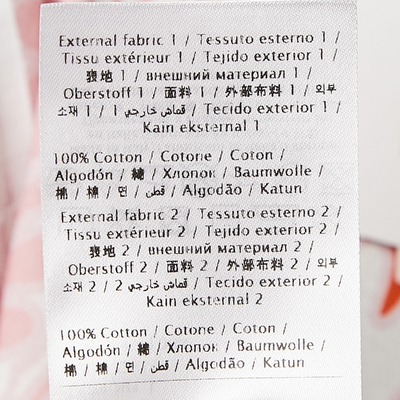 External fabric 1 / Tessuto esterno 1 /
Tissu extérieur 1 / Tejido exterior 1 /
表地 1 / внешний материал 1 /
Oberstoff 1 / 面料 1 / 外部布料 1 / 외부
소재 1 / 1 قماش خارجي / Tecido exterior 1 /
Kain eksternal 1
100% Cotton / Cotone / Coton /
Algodón / 綿 / Хлопок / Baumwolle /
棉 / 棉 / 면 / قطن / Algodão / Katun
External fabric 2 / Tessuto esterno 2 /
Tissu extérieur 2 / Tejido exterior 2 /
表地 2 / внешний материал 2 /
Oberstoff 2 / 面料 2 / 外部布料 2 / 외부
소재 2 / 2 قماش خارجي / Tecido exterior 2 /
Kain eksternal 2
100% Cotton / Cotone / Coton /
Algodón / 綿 / Хлопок / Baumwolle /
棉 / 棉 / 면 / قطن / Algodão / Katun